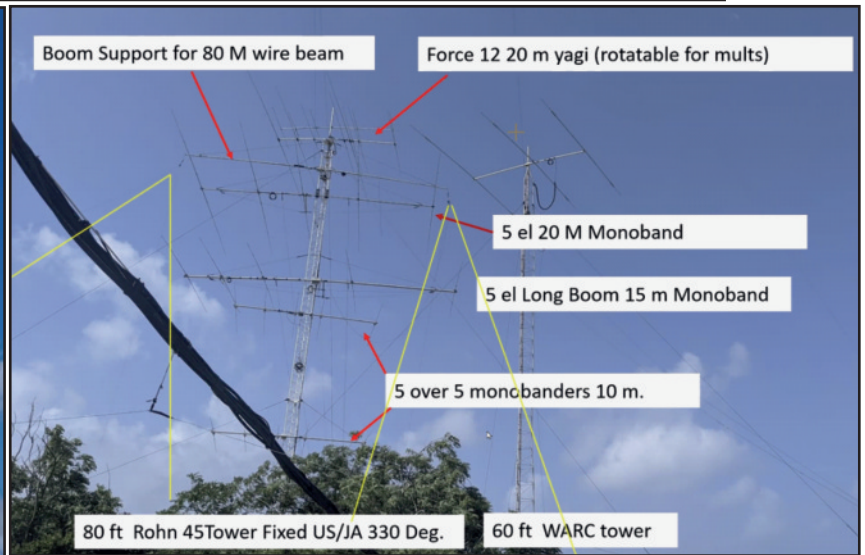 Boom Support for 80 M wire beam
Force 12 20 m yagi (rotatable for mults)
5 el 20 M Monoband
5 el Long Boom 15 m Monoband
5 over 5 monobanders 10 m.
80 ft Rohn 45Tower Fixed US/JA 330 Deg.
60 ft WARC tower